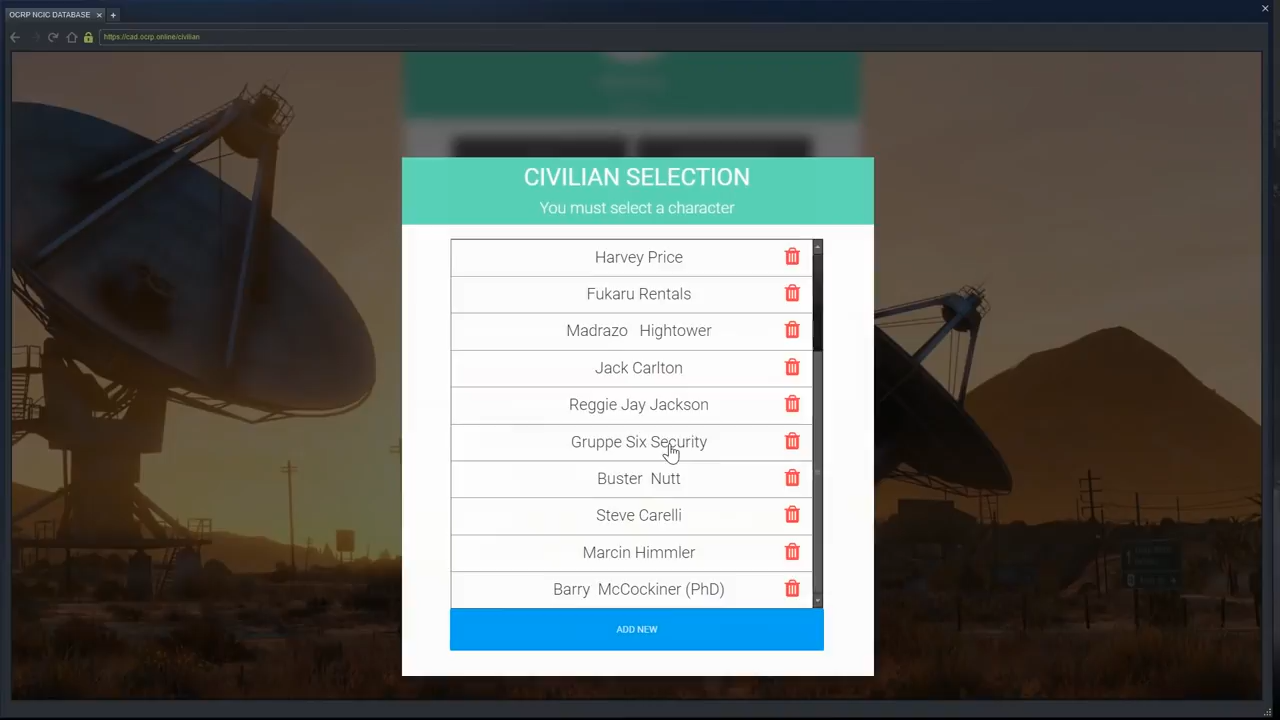 OCRP NCIC DATABASE
https://cad.ocrp.online/civilian
CIVILIAN SELECTION
You must select a character
Harvey Price
Fukaru Rentals
Madrazo Hightower
Jack Carlton
Reggie Jay Jackson
Gruppe Six Security
Buster Nutt
Steve Carelli
Marcin Himmler
Barry McCockiner (PhD)
ADD NEW